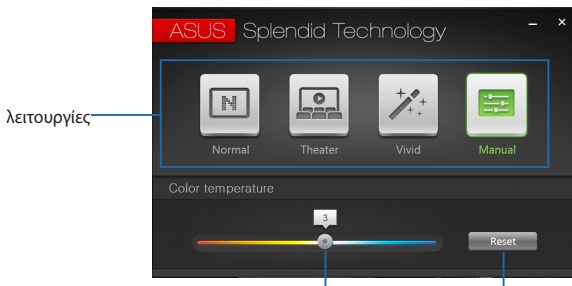 ASUS Splendid Technology
λειτουργίες
N
Normal Theater Vivid Manual
Color temperature
3
Reset